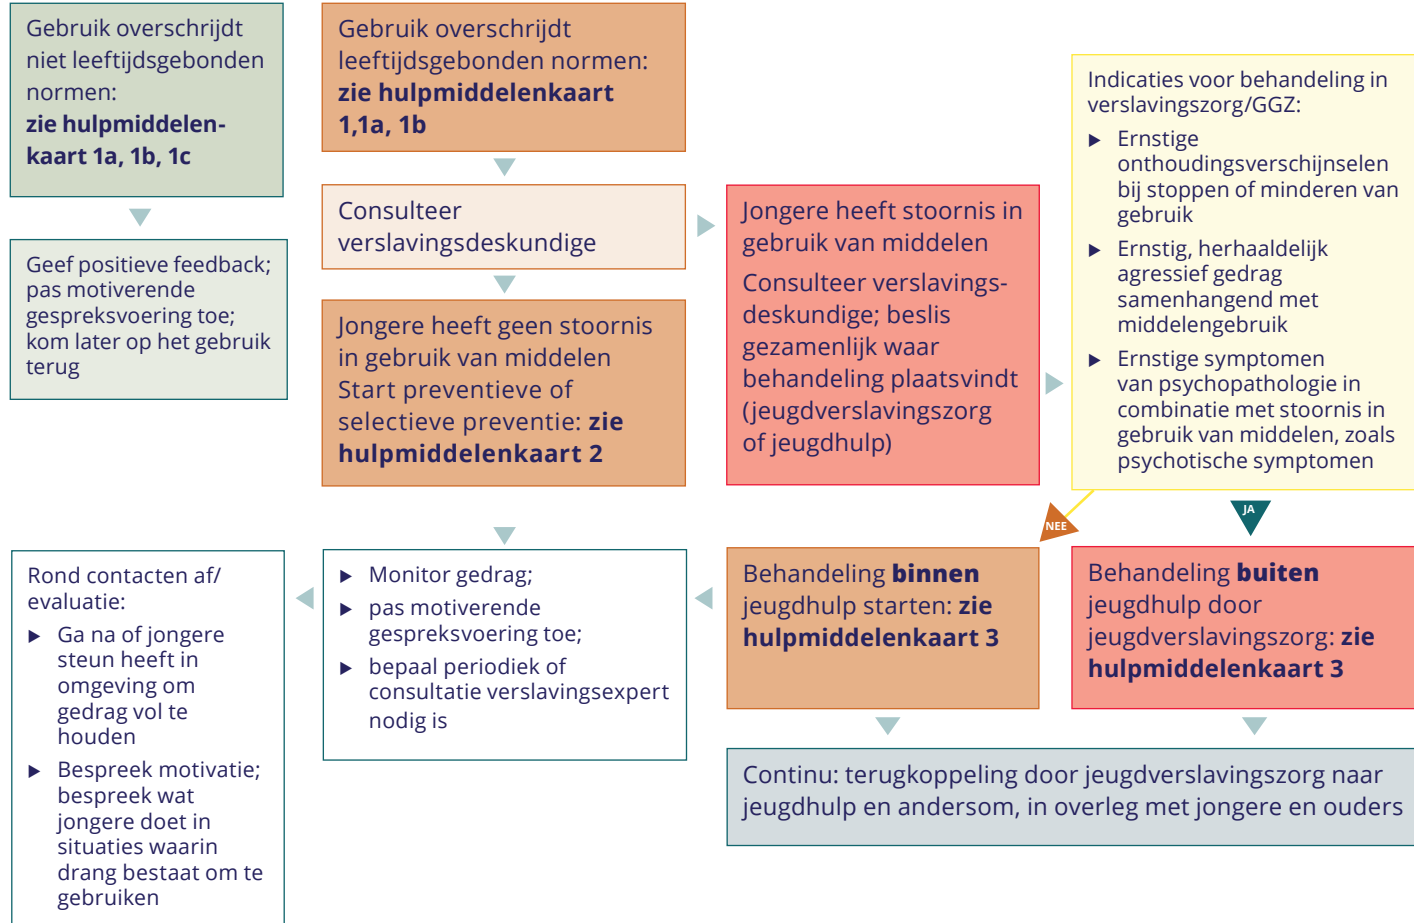 Gebruik overschrijdt
niet leeftijdsgebonden
normen:
zie hulpmiddelen-
kaart 1a, 1b, 1c
Geef positieve feedback;
pas motiverende
gespreksvoering toe;
kom later op het gebruik
terug
Gebruik overschrijdt
leeftijdsgebonden normen:
zie hulpmiddelenkaart
1,1a, 1b
Consulteer
verslavingsdeskundige
Jongere heeft geen stoornis
in gebruik van middelen
Start preventieve of
selectieve preventie: zie
hulpmiddelenkaart 2
Jongere heeft stoornis in
gebruik van middelen
Consulteer verslavings-
deskundige; beslis
gezamenlijk waar
behandeling plaatsvindt
(jeugdverslavingszorg
of jeugdhulp)
Indicaties voor behandeling in
verslavingszorg/GGZ:
▶ Ernstige
onthoudingsverschijnselen
bij stoppen of minderen van
gebruik
▶ Ernstig, herhaaldelijk
agressief gedrag
samenhangend met
middelengebruik
▶ Ernstige symptomen
van psychopathologie in
combinatie met stoornis in
gebruik van middelen, zoals
psychotische symptomen
NEE
JA
Behandeling binnen
jeugdhulp starten: zie
hulpmiddelenkaart 3
Behandeling buiten
jeugdhulp door
jeugdverslavingszorg: zie
hulpmiddelenkaart 3
Continu: terugkoppeling door jeugdverslavingszorg naar
jeugdhulp en andersom, in overleg met jongere en ouders
▶ Monitor gedrag;
▶ pas motiverende
gespreksvoering toe;
▶ bepaal periodiek of
consultatie verslavingsexpert
nodig is
Rond contacten af/
evaluatie:
▶ Ga na of jongere
steun heeft in
omgeving om
gedrag vol te
houden
▶ Bespreek motivatie;
bespreek wat
jongere doet in
situaties waarin
drang bestaat om te
gebruiken